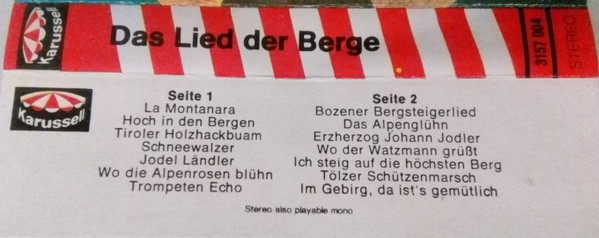 Karussell
Das Lied der Berge
3157 004
STEREO
Karussell
Seite 1
La Montanara
Hoch in den Bergen
Tiroler Holzhackbuam
Schneewalzer
Jodel Ländler
Wo die Alpenrosen blühn
Trompeten Echo
Seite 2
Bozener Bergsteigerlied
Das Alpenglühn
Erzherzog Johann Jodler
Wo der Watzmann grüßt
Ich steig auf die höchsten Berg
Tölzer Schützenmarsch
Im Gebirg, da ist's gemütlich
Stereo also playable mono